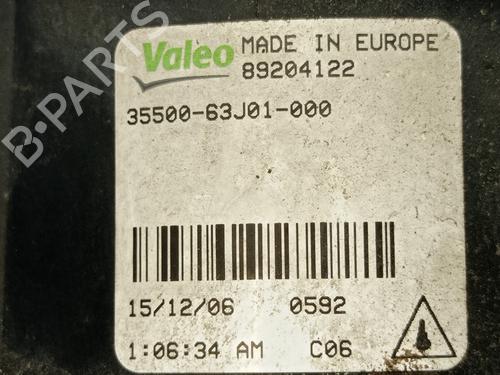 Valeo MADE IN EUROPE
89204122
35500-63J01-000
15/12/06 0592
1:06:34 AM C06
B-Parts